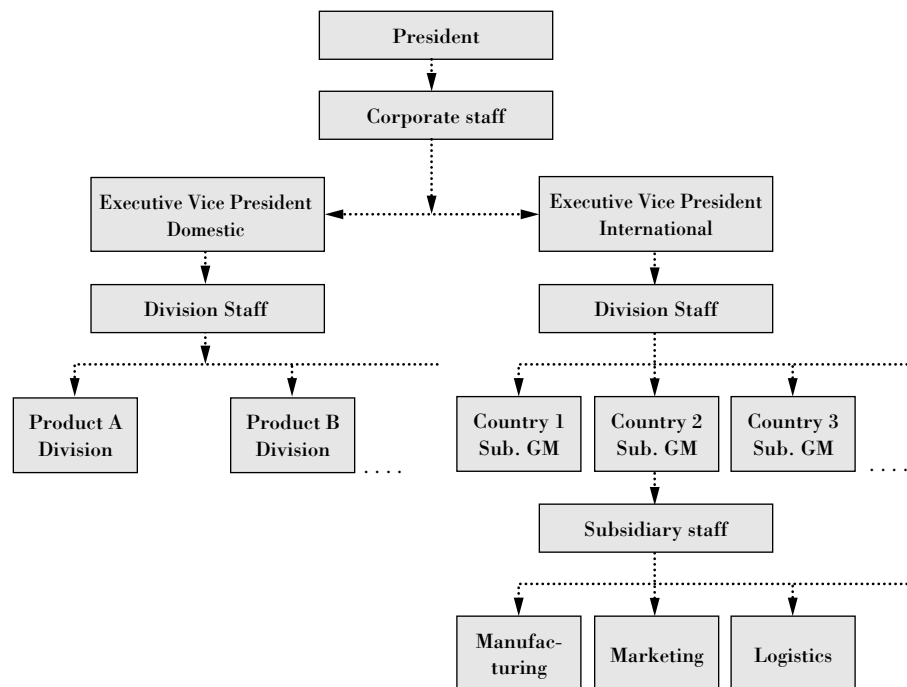 President
Corporate staff
Executive Vice President
Domestic
Executive Vice President
International
Division Staff
Division Staff
Product A
Division
Product B
Division
. . . .
Country 1
Sub. GM
Country 2
Sub. GM
Country 3
Sub. GM
. . . .
Subsidiary staff
Manufac-
turing
Marketing
Logistics